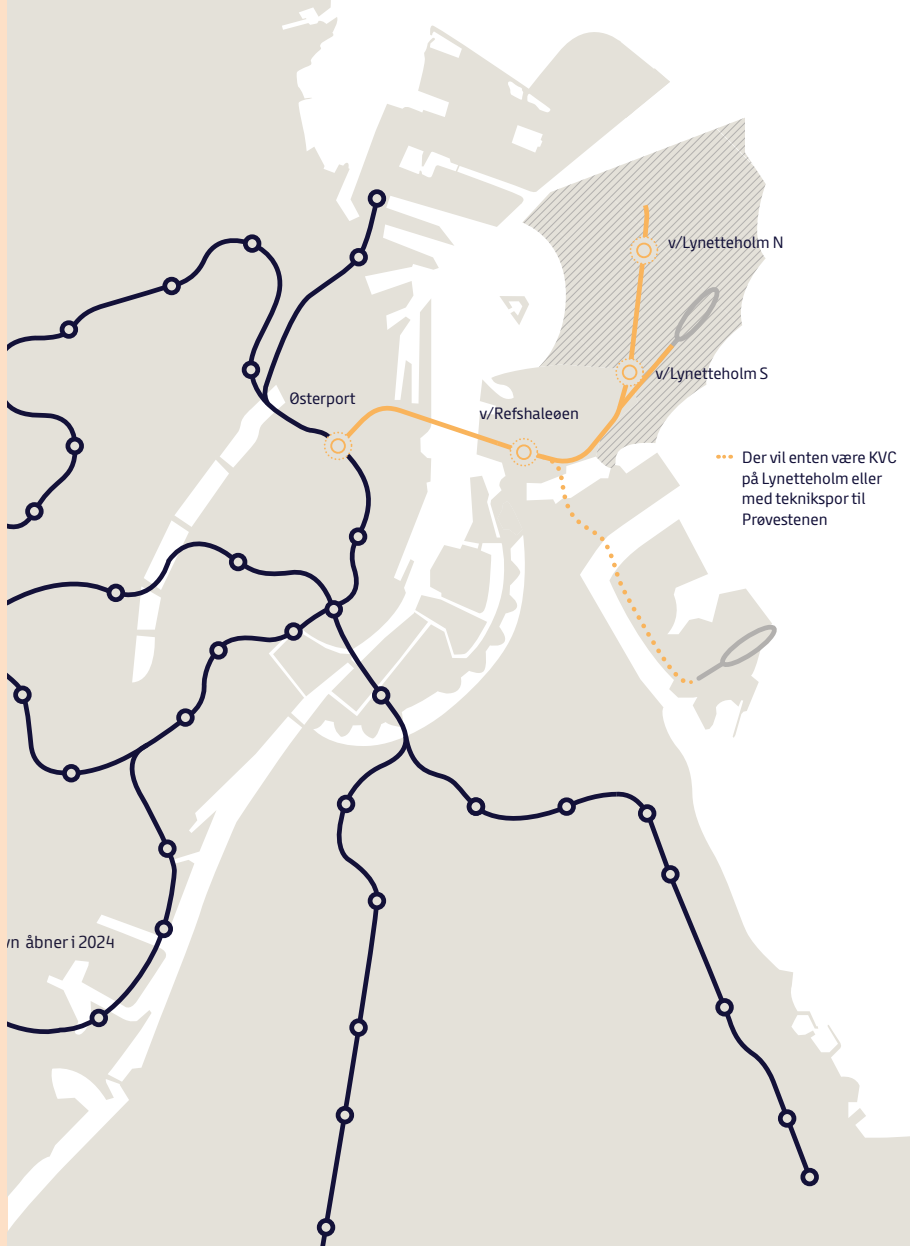 v/Lynetteholm N
v/Lynetteholm S
Østerport
v/Refshaleøen
Der vil enten være KVC
på Lynetteholm eller
med teknikspor til
Prøvestenen
åbner i 2024